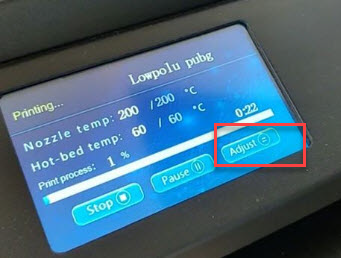 Lowpolu pubg
Printing...
Nozzle temp: 200 /200 °C
Hot-bed temp: 60 / 60 °C
Print process: 1 % 0:22
Stop Pause Adjust